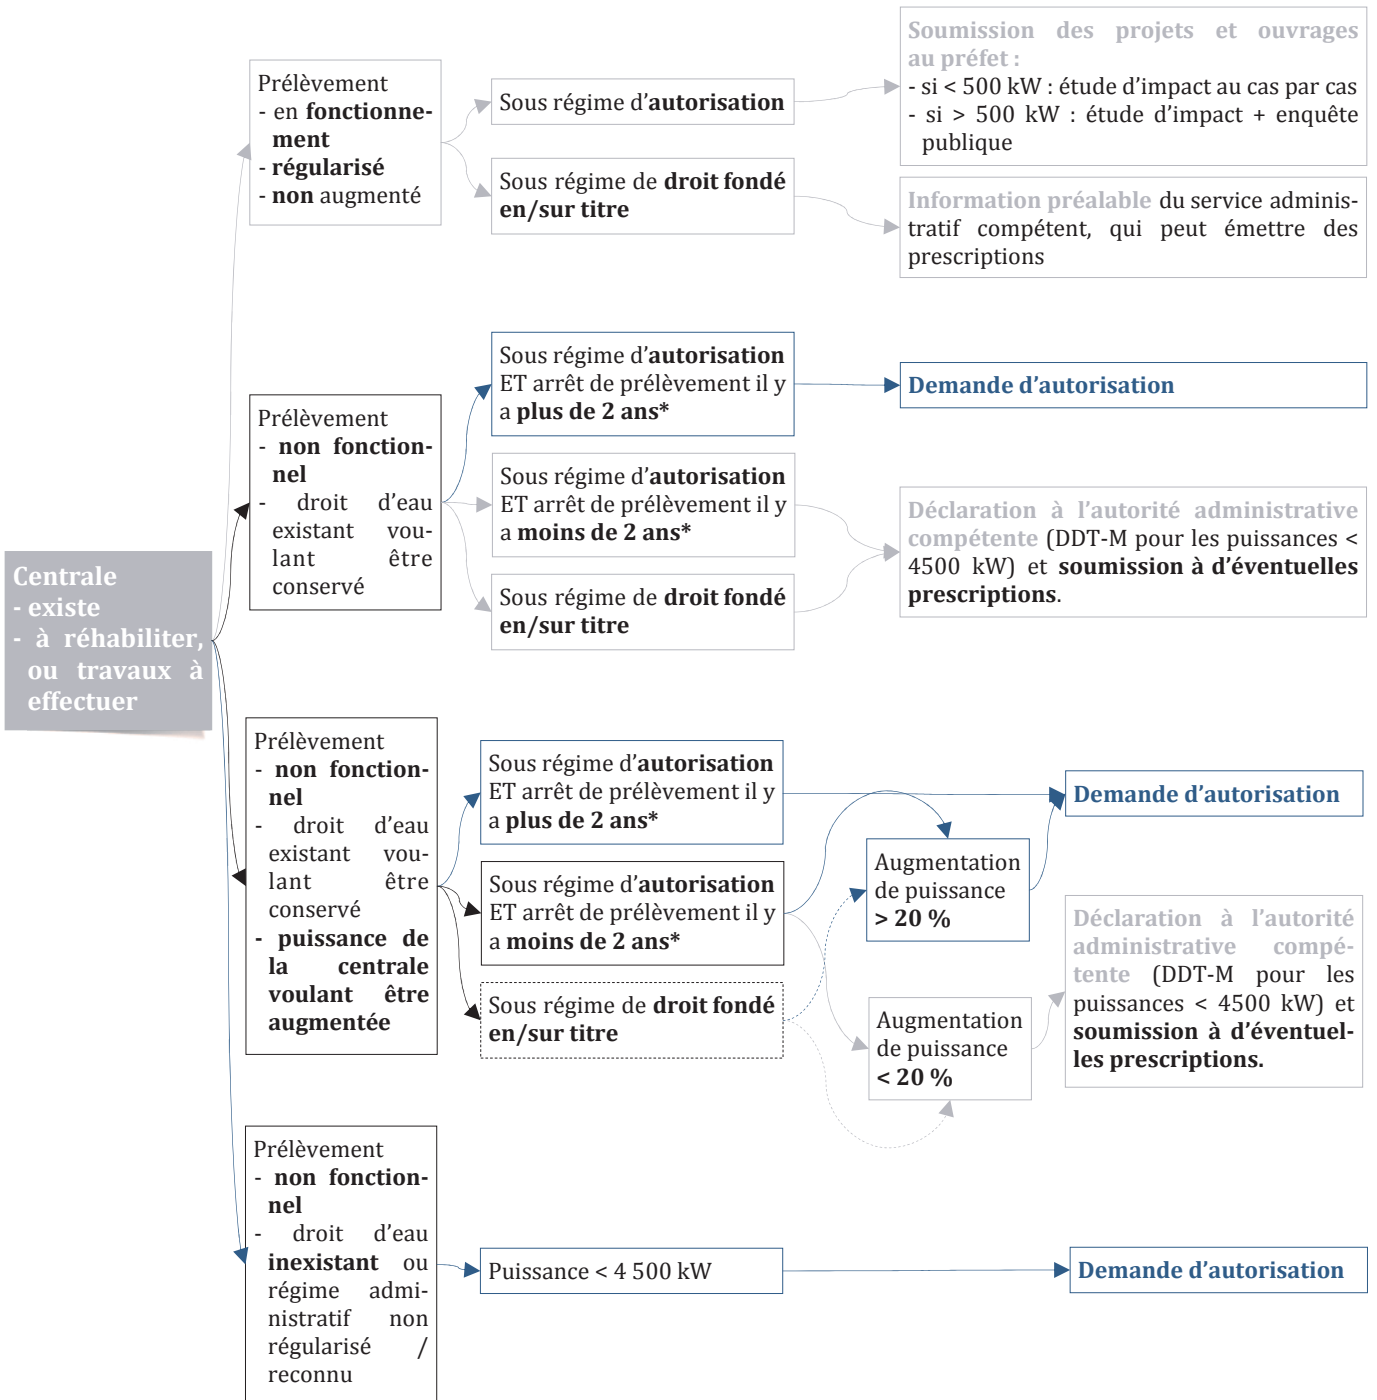 Centrale
- existe
- à réhabiliter,
ou travaux à
effectuer
Prélèvement
- en fonctionne-
ment
- régularisé
- non augmenté
Sous régime d'autorisation
Soumission des projets et ouvrages
au préfet :
- si < 500 kW : étude d'impact au cas par cas
- si > 500 kW : étude d'impact + enquête
publique
Sous régime de droit fondé
en/sur titre
Information préalable du service adminis-
tratif compétent, qui peut émettre des
prescriptions
Prélèvement
- non fonction-
nel
- droit d'eau
existant vou-
lant être
conservé
Sous régime d'autorisation
ET arrêt de prélèvement il y
a plus de 2 ans*
Demande d'autorisation
Sous régime d'autorisation
ET arrêt de prélèvement il y
a moins de 2 ans*
Sous régime de droit fondé
en/sur titre
Déclaration à l'autorité administrative
compétente (DDT-M pour les puissances <
4500 kW) et soumission à d'éventuelles
prescriptions.
Prélèvement
- non fonction-
nel
- droit d'eau
existant vou-
lant être
conservé
- puissance de
la centrale
voulant être
augmentée
Sous régime d'autorisation
ET arrêt de prélèvement il y
a plus de 2 ans*
Sous régime d'autorisation
ET arrêt de prélèvement il y
a moins de 2 ans*
Sous régime de droit fondé
en/sur titre
Augmentation
de puissance
> 20 %
Augmentation
de puissance
< 20 %
Demande d'autorisation
Déclaration à l'autorité
administrative compé-
tente (DDT-M pour les
puissances < 4500 kW) et
soumission à d'éventuel-
les prescriptions.
Prélèvement
- non fonction-
nel
- droit d'eau
inexistant ou
régime admi-
nistratif non
régularisé /
reconnu
Puissance < 4 500 kW
Demande d'autorisation